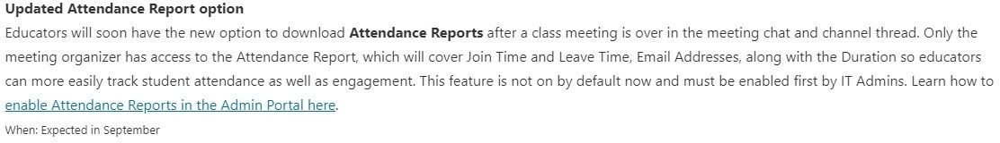 Updated Attendance Report option
Educators will soon have the new option to download Attendance Reports after a class meeting is over in the meeting chat and channel thread. Only the
meeting organizer has access to the Attendance Report, which will cover Join Time and Leave Time, Email Addresses, along with the Duration so educators
can more easily track student attendance as well as engagement. This feature is not on by default now and must be enabled first by IT Admins. Learn how to
enable Attendance Reports in the Admin Portal here.
When: Expected in September